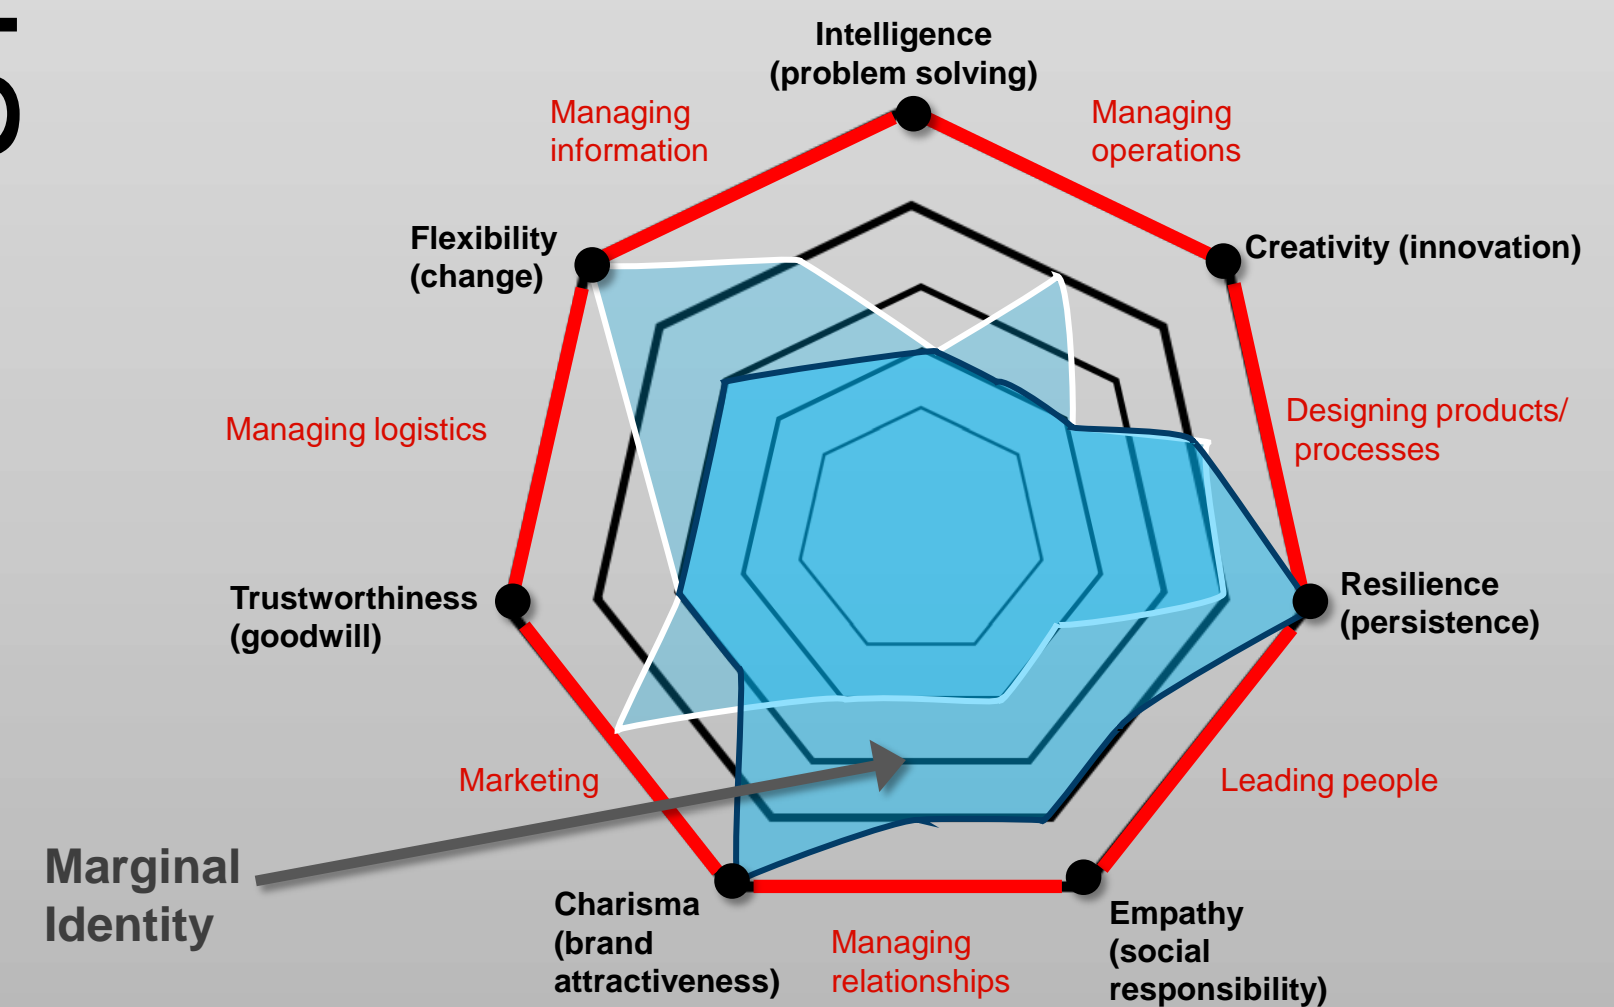 Intelligence
(problem solving)
Managing
information
Managing
operations
Flexibility
(change)
Creativity (innovation)
Managing logistics
Designing products/
processes
Trustworthiness
(goodwill)
Resilience
(persistence)
Marketing
Leading people
Marginal
Identity
Charisma
(brand
attractiveness)
Managing
relationships
Empathy
(social
responsibility)